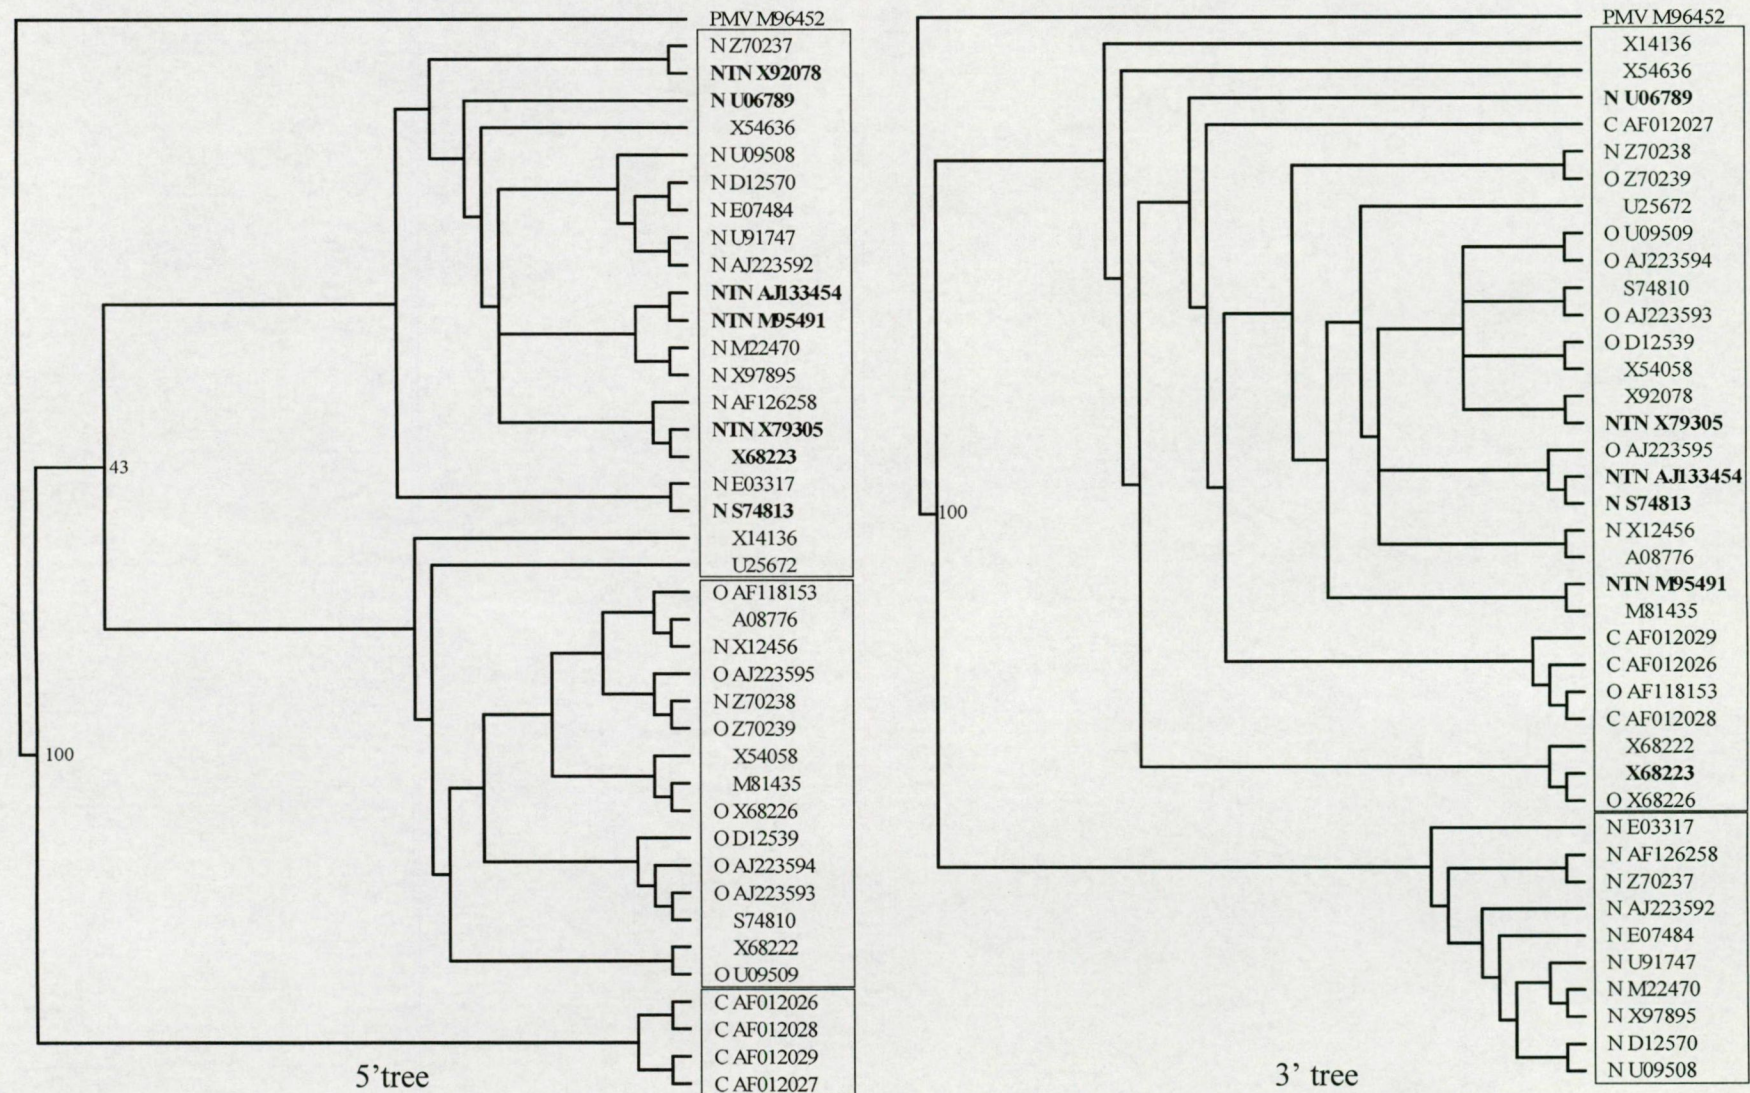 PMV M96452
N Z70237
NTN X92078
N U06789
X54636
N U09508
N D12570
N E07484
N U91747
N AJ223592
NTN AJ133454
NTN M95491
N M22470
N X97895
N AF126258
NTN X79305
X68223
N E03317
N S74813
X14136
U25672
O AF118153
A08776
N X12456
O AJ223595
N Z70238
O Z70239
X54058
M81435
O X68226
O D12539
O AJ223594
O AJ223593
S74810
X68222
O U09509
C AF012026
C AF012028
C AF012029
C AF012027
43
100
5'tree
PMV M96452
X14136
X54636
N U06789
C AF012027
N Z70238
O Z70239
U25672
O U09509
O AJ223594
S74810
O AJ223593
O D12539
X54058
X92078
NTN X79305
O AJ223595
NTN AJ133454
N S74813
N X12456
A08776
NTN M95491
M81435
C AF012029
C AF012026
O AF118153
C AF012028
X68222
X68223
O X68226
N E03317
N AF126258
N Z70237
N AJ223592
N E07484
N U91747
N M22470
N X97895
N D12570
N U09508
100
3' tree